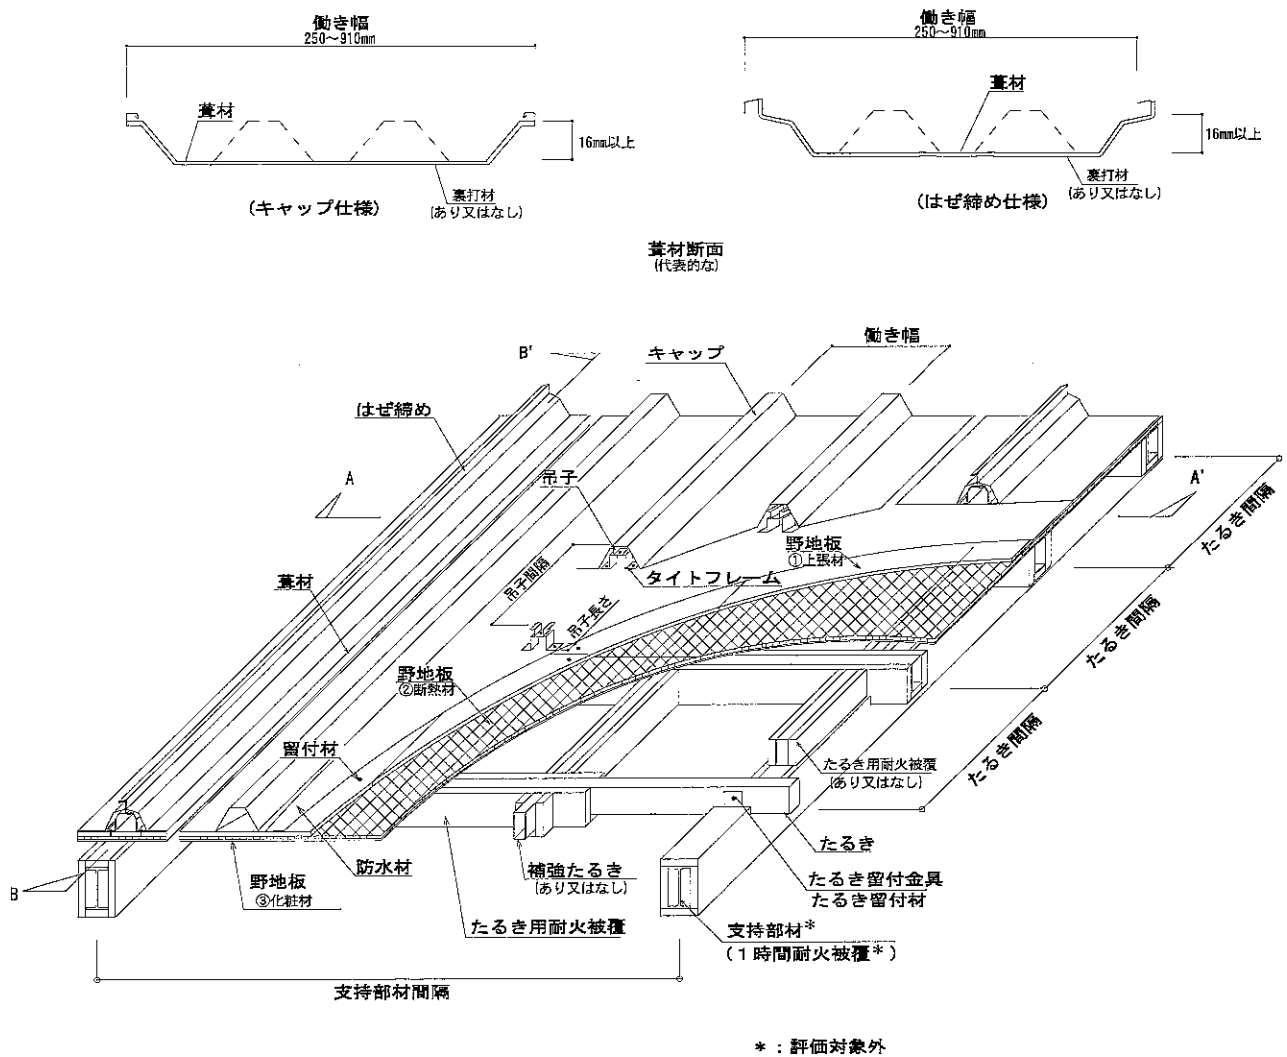 働き幅
250～910mm
葺材
16mm以上
裏打材
(あり又はなし)
(キャップ仕様)
働き幅
250～910mm
葺材
16mm以上
裏打材
(あり又はなし)
(はぜ締め仕様)
葺材断面
(代表的な)
働き幅
B'
キャップ
はぜ締め
A
吊子
A'
野地板
①上張材
タイトフレーム
たるき間隔
吊子間隔
吊子長さ
葺材
たるき間隔
野地板
②断熱材
たるき間隔
留付材
たるき用耐火被覆
(あり又はなし)
たるき
防水材
補強たるき
(あり又はなし)
B
野地板
③化粧材
たるき留付金具
たるき留付材
たるき用耐火被覆
支持部材*
(1時間耐火被覆*)
支持部材間隔
*：評価対象外